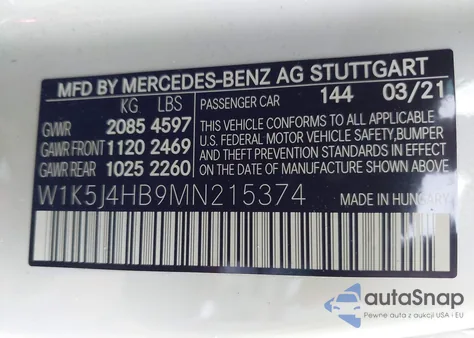 MFD BY MERCEDES-BENZ AG STUTTGART
KG LBS
PASSENGER CAR 144 03/21
GVWR 2085 4597
GAWR FRONT 1120 2469
GAWR REAR 1025 2260
THIS VEHICLE CONFORMS TO ALL APPLICABLE
U.S. FEDERAL MOTOR VEHICLE SAFETY,BUMPER
AND THEFT PREVENTION STANDARDS IN EFFECT
ON THE DATE OF MANUFACTURE SHOWN ABOVE
W1K5J4HB9MN215374 MADE IN HUNGARY
autoSnap
Pewne auta z aukcji USA i EU